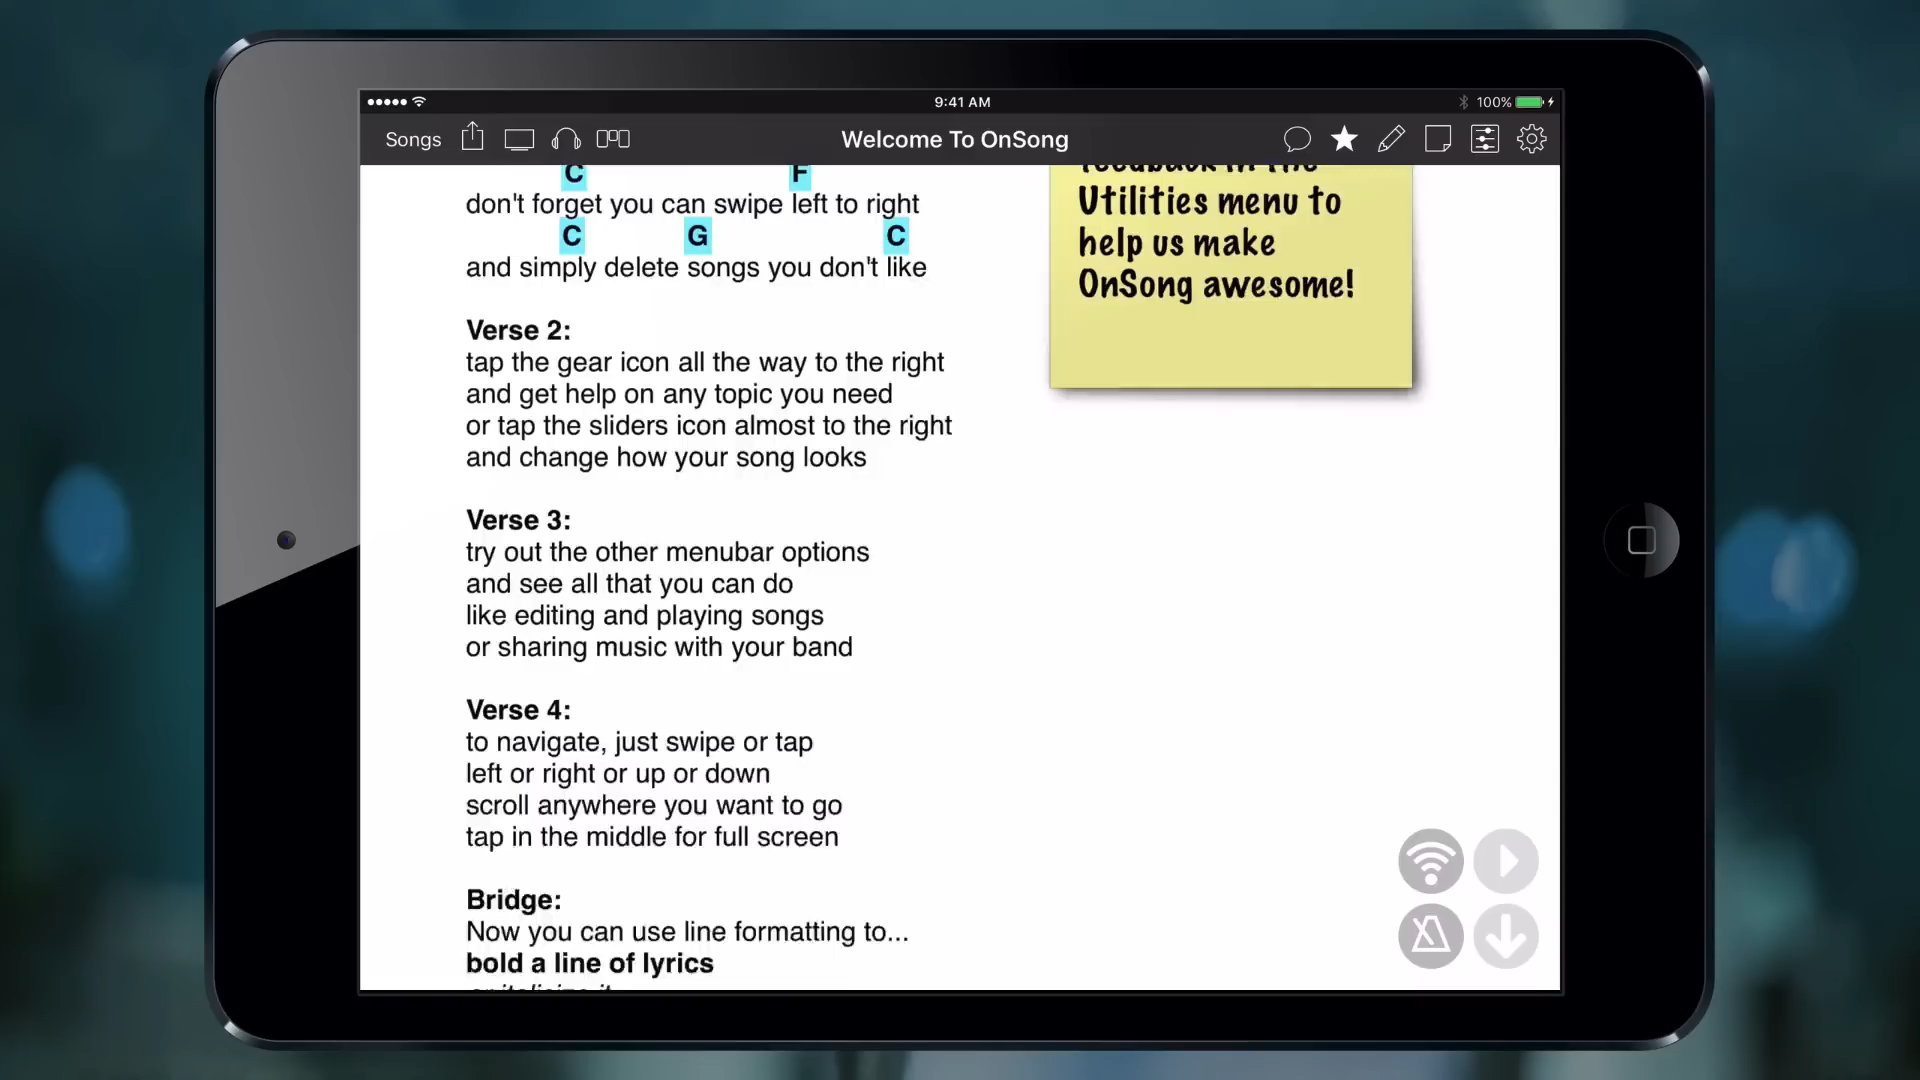 9:41 AM
100%
Songs
Welcome To OnSong
C F
don't forget you can swipe left to right
C G C
and simply delete songs you don't like
Verse 2:
tap the gear icon all the way to the right
and get help on any topic you need
or tap the sliders icon almost to the right
and change how your song looks
Verse 3:
try out the other menubar options
and see all that you can do
like editing and playing songs
or sharing music with your band
Verse 4:
to navigate, just swipe or tap
left or right or up or down
scroll anywhere you want to go
tap in the middle for full screen
Bridge:
Now you can use line formatting to...
bold a line of lyrics
or italicize it
feedback in the
Utilities menu to
help us make
OnSong awesome!